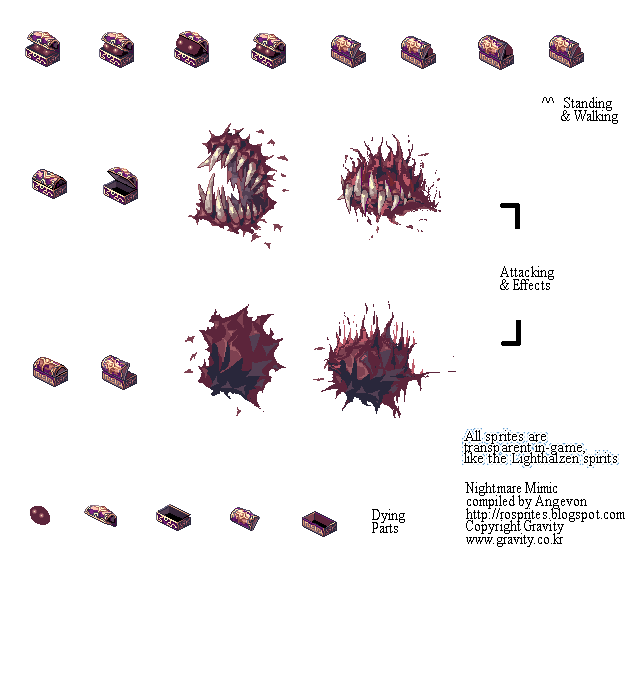 ^^ Standing
& Walking
Attacking
& Effects
All sprites are
transparent in-game,
like the Lighthalzen spirits
Nightmare Mimic
compiled by Angevon
http://rosprites.blogspot.com
Copyright Gravity
www.gravity.co.kr
Dying
Parts